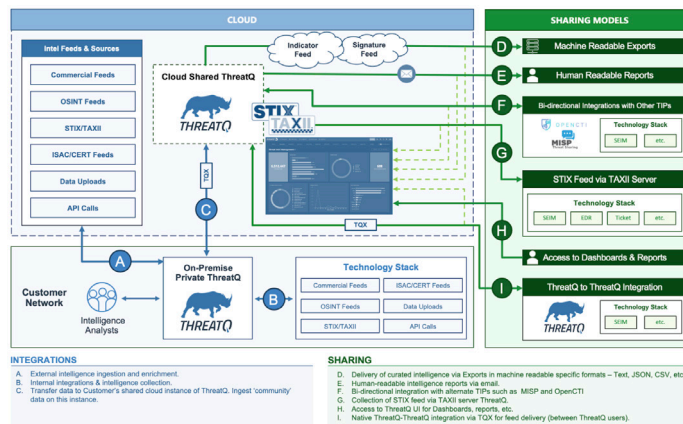 CLOUD
SHARING MODELS
Intel Feeds & Sources
Commercial Feeds
OSINT Feeds
STIX/TAXII
ISAC/CERT Feeds
Data Uploads
API Calls
Indicator
Feed
Signature
Feed
Cloud Shared ThreatQ
THREATQ
STIX
TAXII
TQX
C
TQX
D
Machine Readable Exports
E
Human Readable Reports
F
Bi-directional Integrations with Other TIPs
OPENCTI
MISP
Threat Sharing
Technology Stack
SEIM
etc.
G
STIX Feed via TAXII Server
Technology Stack
SEIM
EDR
Ticket
etc.
H
Access to Dashboards & Reports
I
ThreatQ to ThreatQ Integration
THREATQ
Technology Stack
SEIM
etc.
A
Customer
Network
Intelligence
Analysts
On-Premise
Private ThreatQ
THREATQ
B
Technology Stack
Commercial Feeds
ISAC/CERT Feeds
OSINT Feeds
Data Uploads
STIX/TAXII
API Calls
INTEGRATIONS
A. External intelligence ingestion and enrichment.
B. Internal integrations & Intelligence collection.
C. Transfer data to Customer's shared cloud instance of ThreatQ. Ingest 'community'
data on this instance.
SHARING
D. Delivery of curated intelligence via Exports in machine readable specific formats – Text, JSON, CSV, etc
E. Human-readable intelligence reports via email.
F. Bi-directional integration with alternate TIPs such as MISP and OpenCTI
G. Collection of STIX feed via TAXII server ThreatQ.
H. Access to ThreatQ UI for Dashboards, reports, etc.
I. Native ThreatQ-ThreatQ integration via TQX for feed delivery (between ThreatQ users).